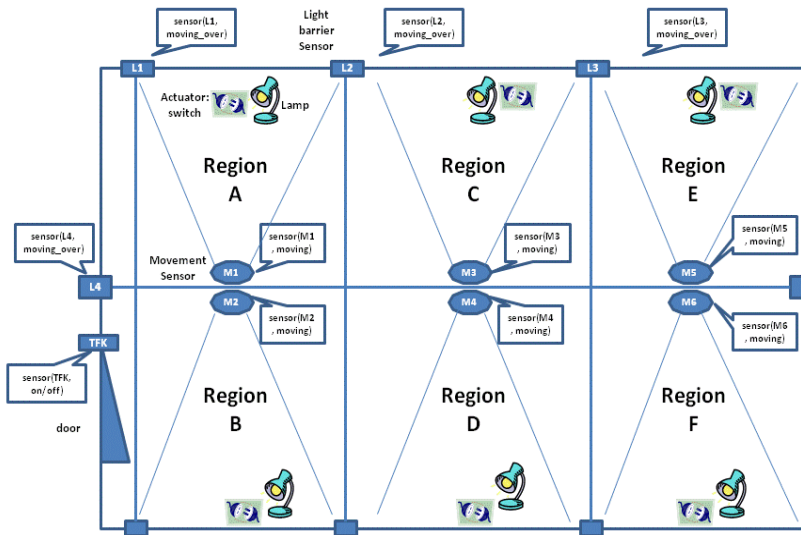 sensor(L1,
moving_over)
Light
barrier
Sensor
sensor(L2,
moving_over)
sensor(L3,
moving_over)
L1
L2
L3
Actuator:
switch
Lamp
Region
A
Region
C
Region
E
sensor(L4,
moving_over)
Movement
Sensor
sensor(M1
, moving)
sensor(M3
, moving)
sensor(M5
, moving)
M1
M3
M5
L4
M2
M4
M6
sensor(M2
, moving)
sensor(M4
, moving)
sensor(M6
, moving)
TFK
sensor(TFK,
on/off)
door
Region
B
Region
D
Region
F